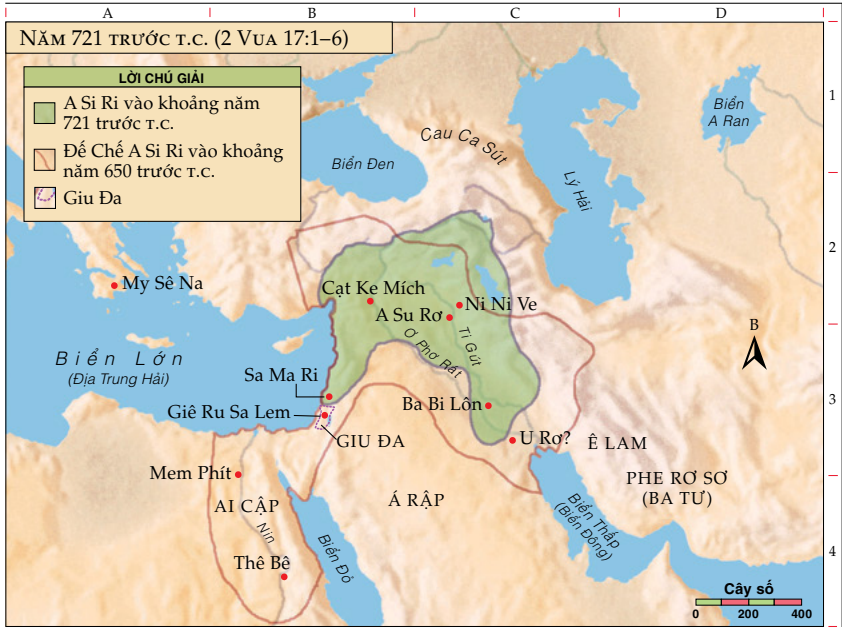 A B C D
NĂM 721 TRƯỚC T.C. (2 VUA 17:1–6)
LỜI CHÚ GIẢI
A Si Ri vào khoảng năm
721 trước T.C.
Đế Chế A Si Ri vào khoảng
năm 650 trước T.C.
Giu Đa
1
2
3
4
Biển
A Ran
Cau Ca Sút
Biển Đen
Lý Hải
My Sê Na
Cạt Ke Mích
Ni Ni Ve
A Su Rơ
Ti Gút
Ơ Phơ Rát
B
Biển Lớn
(Địa Trung Hải)
Sa Ma Ri
Giê Ru Sa Lem
Ba Bi Lôn
GIU ĐA
U Rơ?
Ê LAM
Mem Phít
PHE RƠ SƠ
(BA TƯ)
AI CẬP
Á RẬP
Nin
Biển Đỏ
Biển Thấp
(Biển Đông)
Thê Bê
Cây số
0 200 400